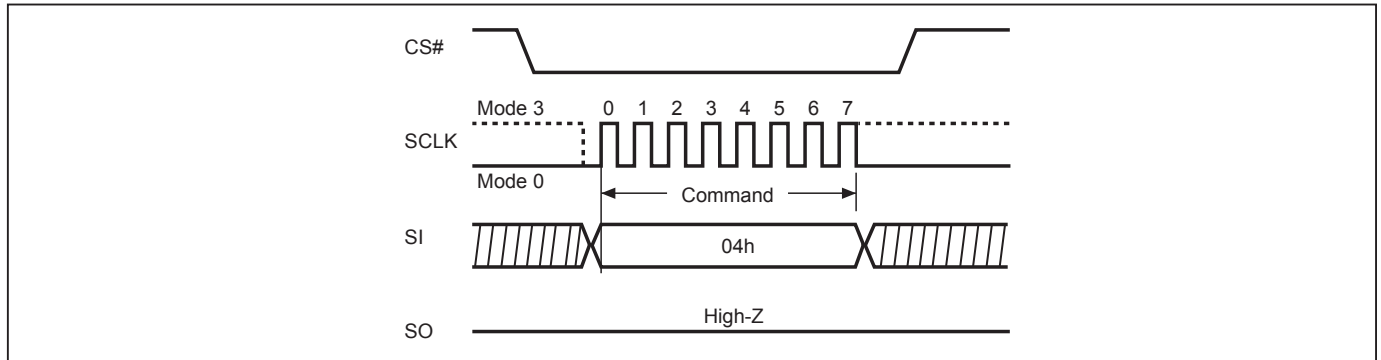 CS#
Mode 3 0 1 2 3 4 5 6 7
SCLK
Mode 0
Command
SI
04h
High-Z
SO